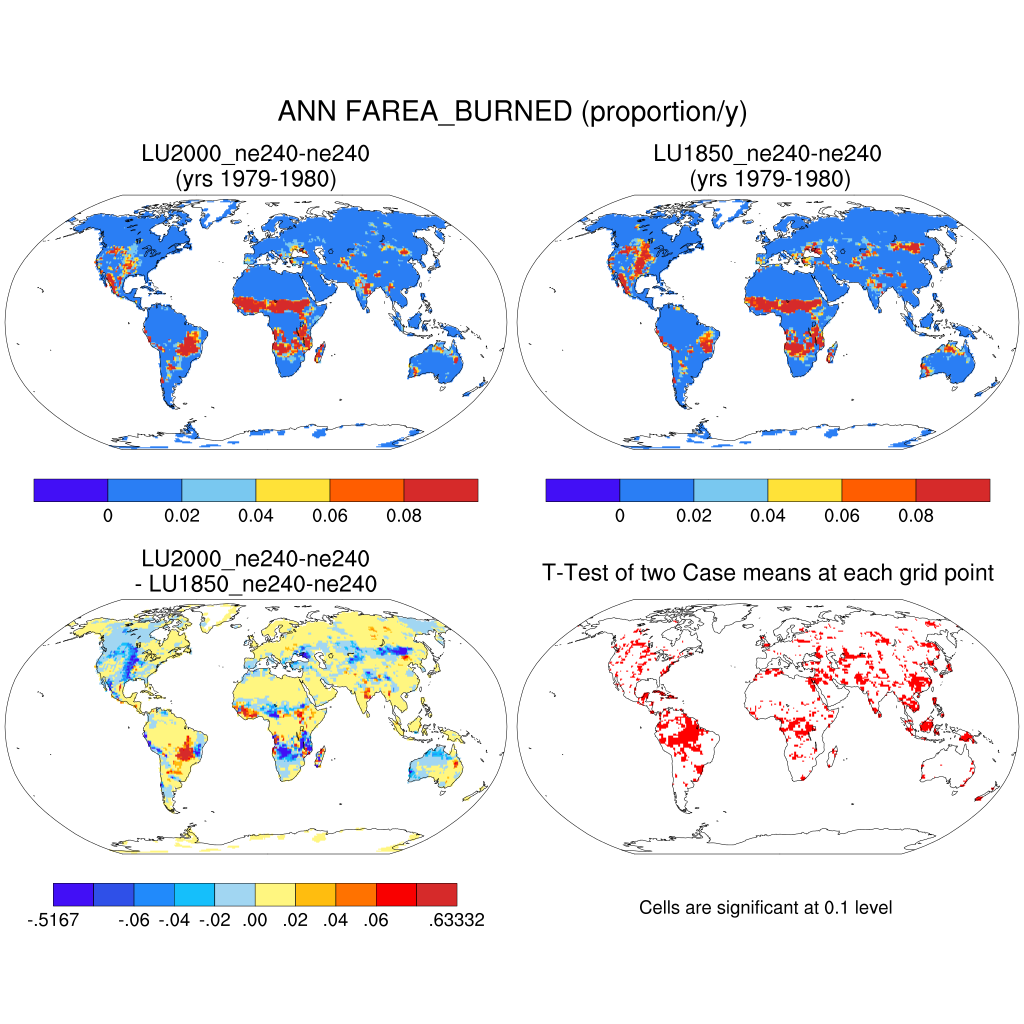 ANN FAREA_BURNED (proportion/y)
LU2000_ne240-ne240
(yrs 1979-1980)
LU1850_ne240-ne240
(yrs 1979-1980)
0 0.02 0.04 0.06 0.08
0 0.02 0.04 0.06 0.08
LU2000_ne240-ne240
- LU1850_ne240-ne240
T-Test of two Case means at each grid point
-.5167 -.06 -.04 -.02 .00 .02 .04 .06 .63332
Cells are significant at 0.1 level